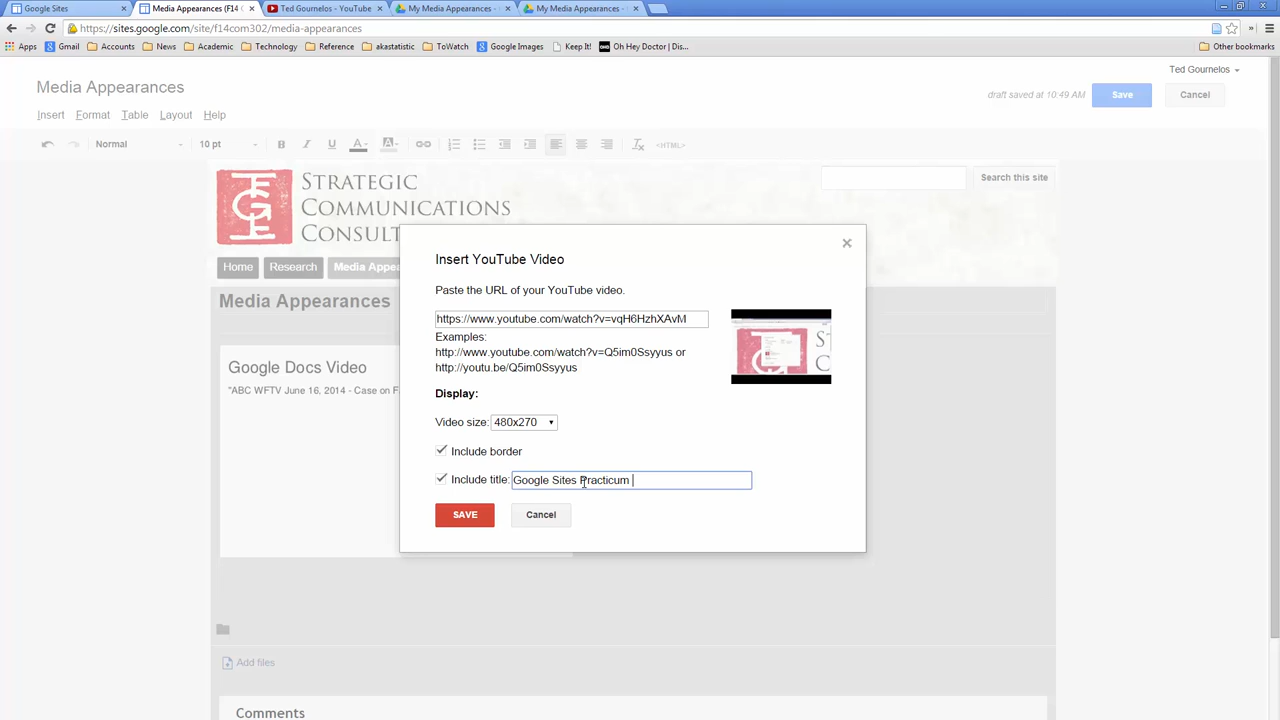 Google Sites
Media Appearances (F14
Ted Gournelos - YouTube
My Media Appearances -
My Media Appearances -
https://sites.google.com/site/f14com302/media-appearances
Apps
Gmail
Accounts
News
Academic
Technology
Reference
akastatistic
ToWatch
Google Images
Keep It!
Oh Hey Doctor | Dis...
Other bookmarks
Ted Gournelos
Media Appearances
draft saved at 10:49 AM
Save
Cancel
Insert Format Table Layout Help
Normal
10 pt
B I U A A
<HTML>
STRATEGIC
COMMUNICATIONS
CONSULT
Search this site
Home
Research
Media Appea
Media Appearances
Google Docs Video
"ABC WFTV June 16, 2014 - Case on F
Insert YouTube Video
Paste the URL of your YouTube video.
https://www.youtube.com/watch?v=vqH6HzhXAvM
Examples:
http://www.youtube.com/watch?v=Q5im0Ssyyus or
http://youtu.be/Q5im0Ssyyus
Display:
Video size: 480x270
Include border
Include title: Google Sites Practicum
SAVE
Cancel
Add files
Comments